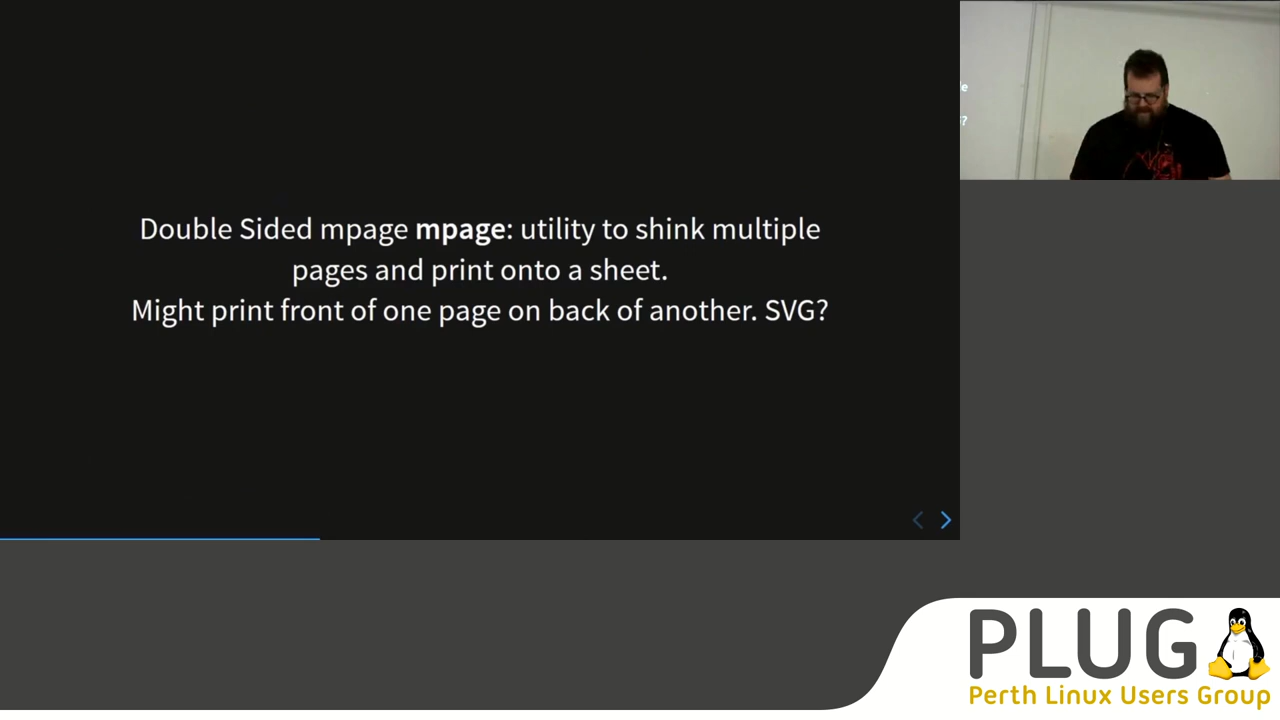 Double Sided mpage mpage: utility to shink multiple
pages and print onto a sheet.
Might print front of one page on back of another. SVG?
e
?
PLUG
Perth Linux Users Group